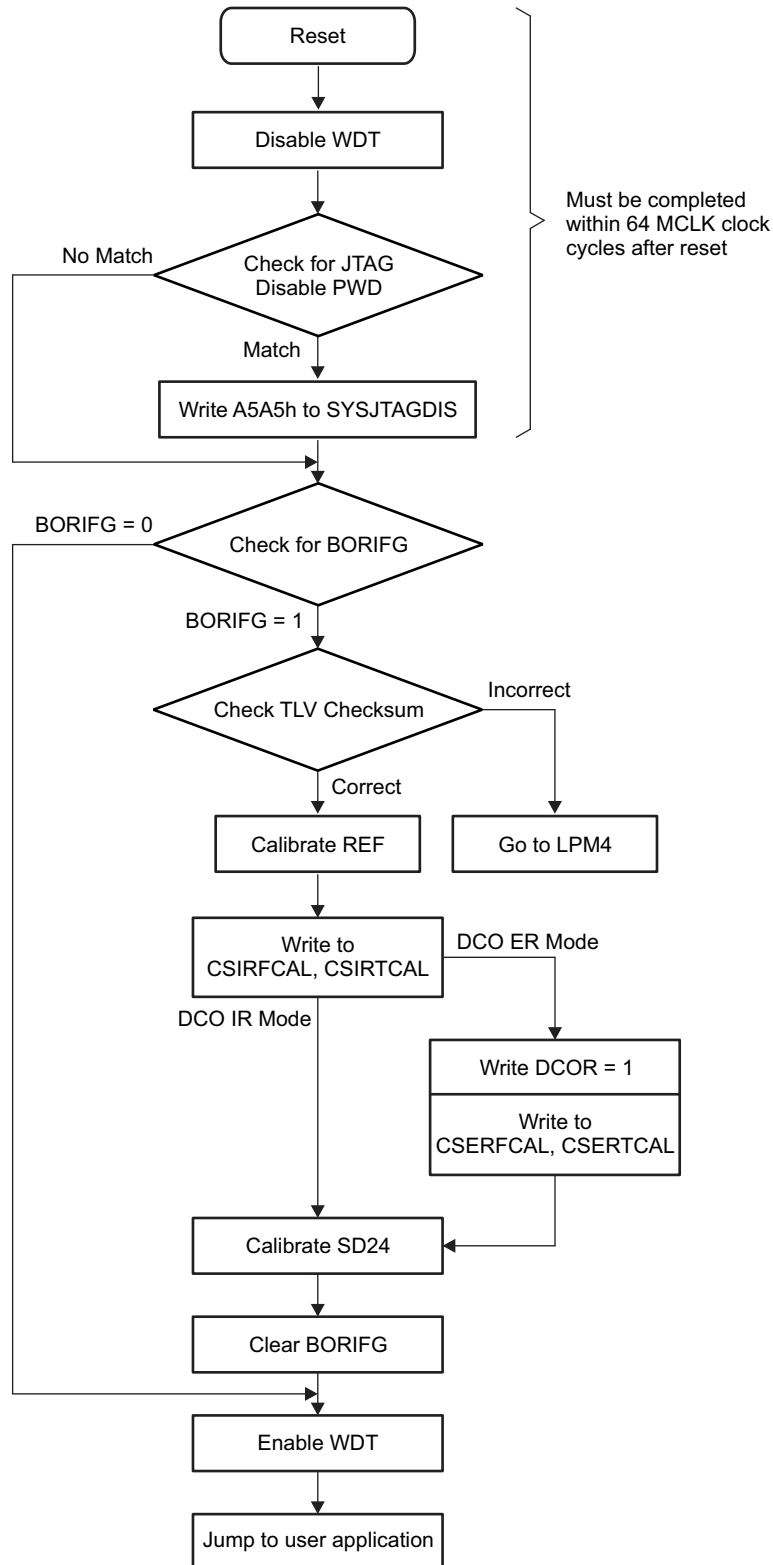 Reset
Disable WDT
Must be completed
within 64 MCLK clock
cycles after reset
No Match
Check for JTAG
Disable PWD
Match
Write A5A5h to SYSJTAGDIS
BORIFG = 0
Check for BORIFG
BORIFG = 1
Incorrect
Check TLV Checksum
Correct
Calibrate REF
Go to LPM4
Write to
CSIRFCAL, CSIRTCAL
DCO ER Mode
DCO IR Mode
Write DCOR = 1
Write to
CSERFCAL, CSERTCAL
Calibrate SD24
Clear BORIFG
Enable WDT
Jump to user application